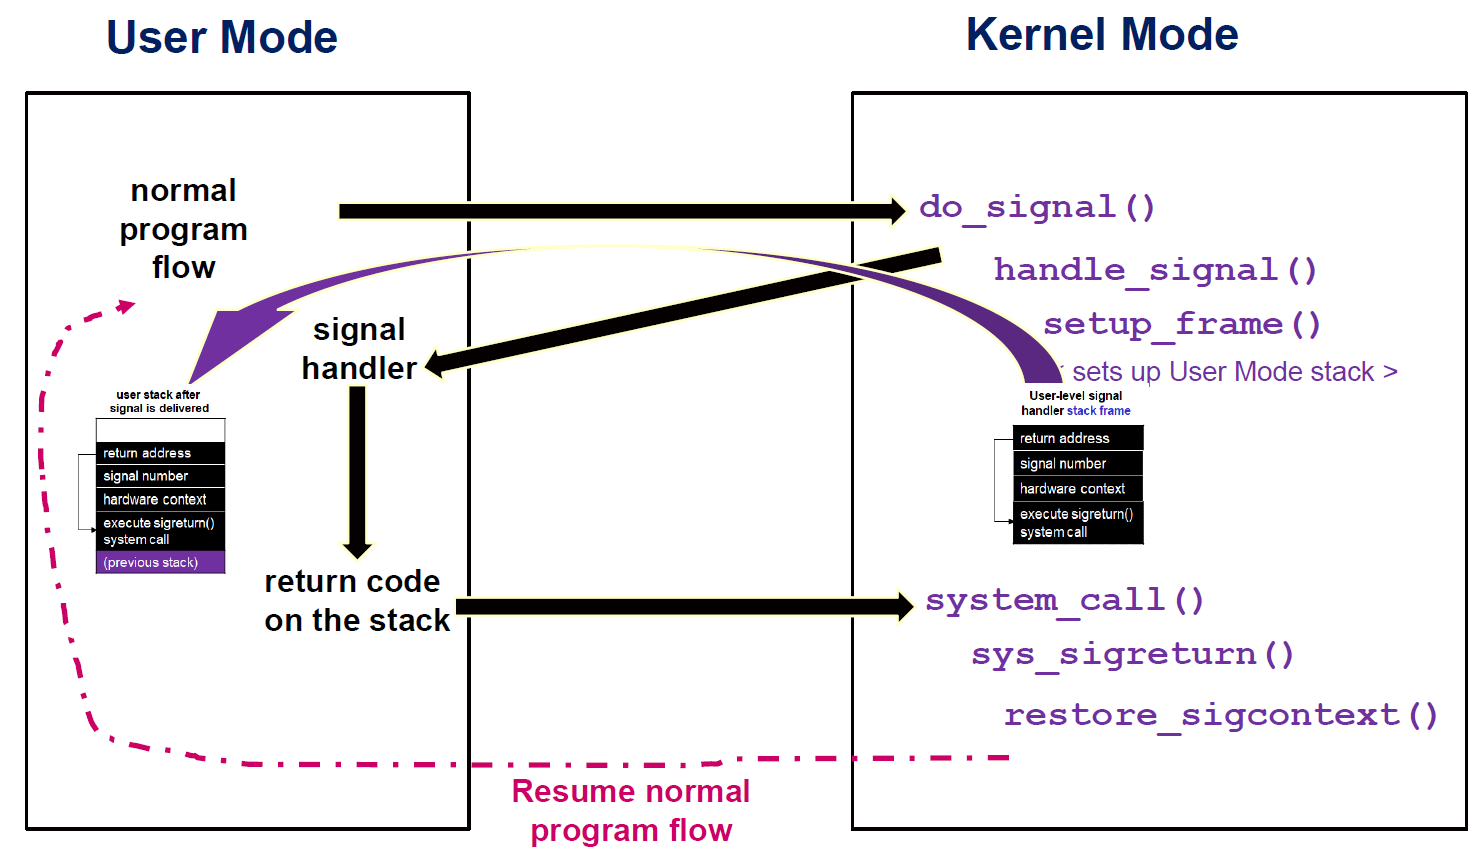 User Mode
Kernel Mode
normal
program
flow
do_signal()
handle_signal()
setup_frame()
sets up User Mode stack >
signal
handler
user stack after
signal is delivered
return address
signal number
hardware context
execute sigreturn()
system call
(previous stack)
User-level signal
handler stack frame
return address
signal number
hardware context
execute sigreturn()
system call
return code
on the stack
system_call()
sys_sigreturn()
restore_sigcontext()
Resume normal
program flow